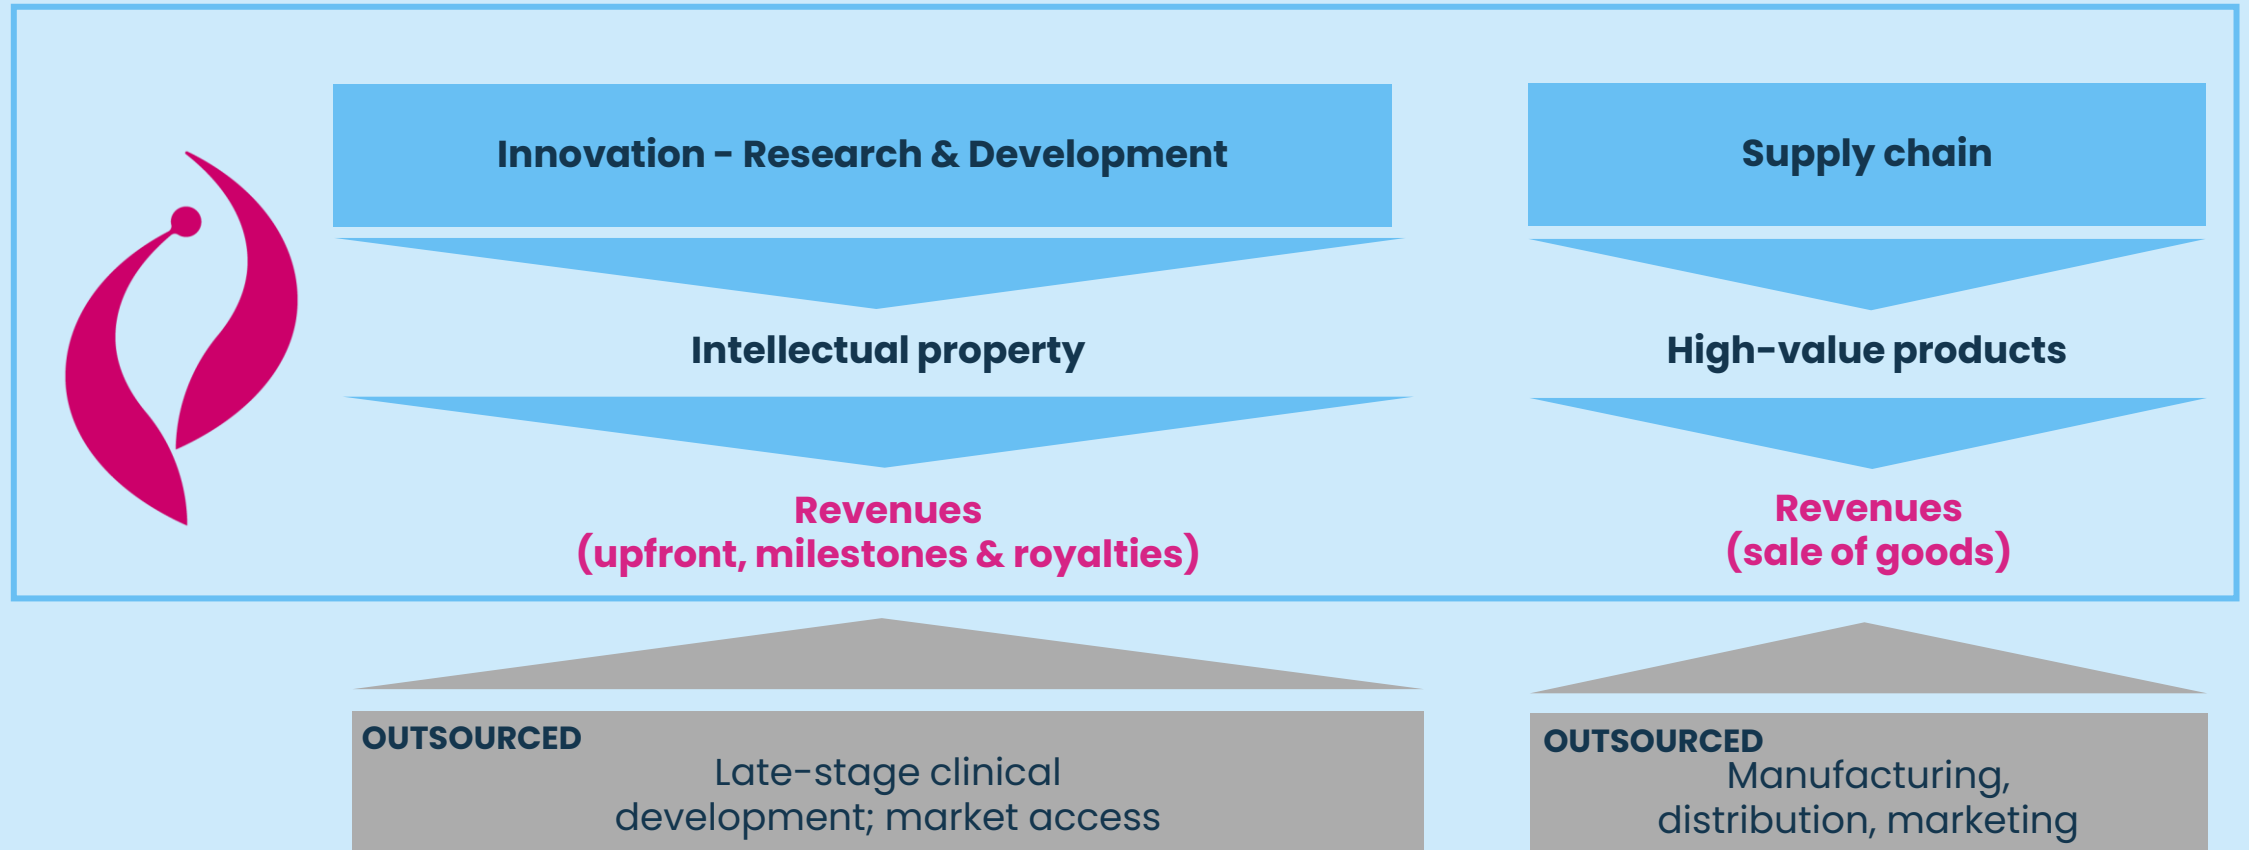 Innovation - Research & Development
Supply chain
Intellectual property
High-value products
Revenues
(upfront, milestones & royalties)
Revenues
(sale of goods)
OUTSOURCED
Late-stage clinical
development; market access
OUTSOURCED
Manufacturing,
distribution, marketing